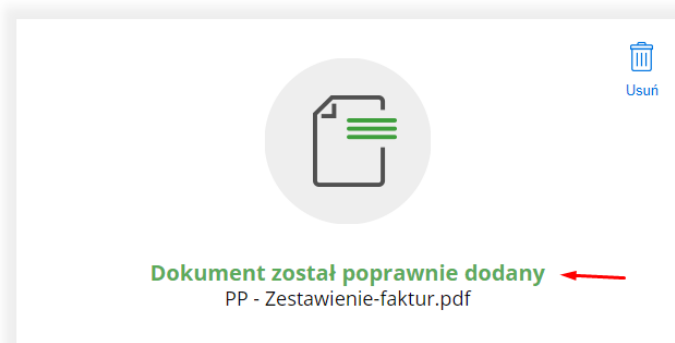 Usuń
Dokument został poprawnie dodany
PP - Zestawienie-faktur.pdf